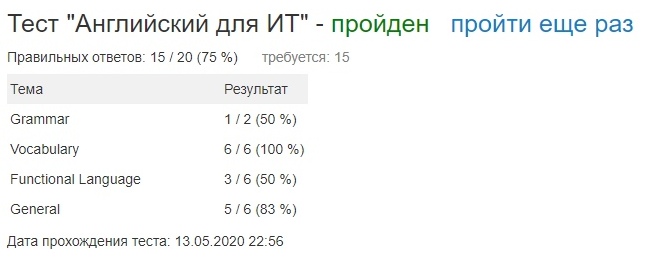 Тест "Английский для ИТ" - пройден пройти еще раз
Правильных ответов: 15 / 20 (75 %) требуется: 15
Тема Результат
Grammar 1 / 2 (50 %)
Vocabulary 6 / 6 (100 %)
Functional Language 3 / 6 (50 %)
General 5 / 6 (83 %)
Дата прохождения теста: 13.05.2020 22:56